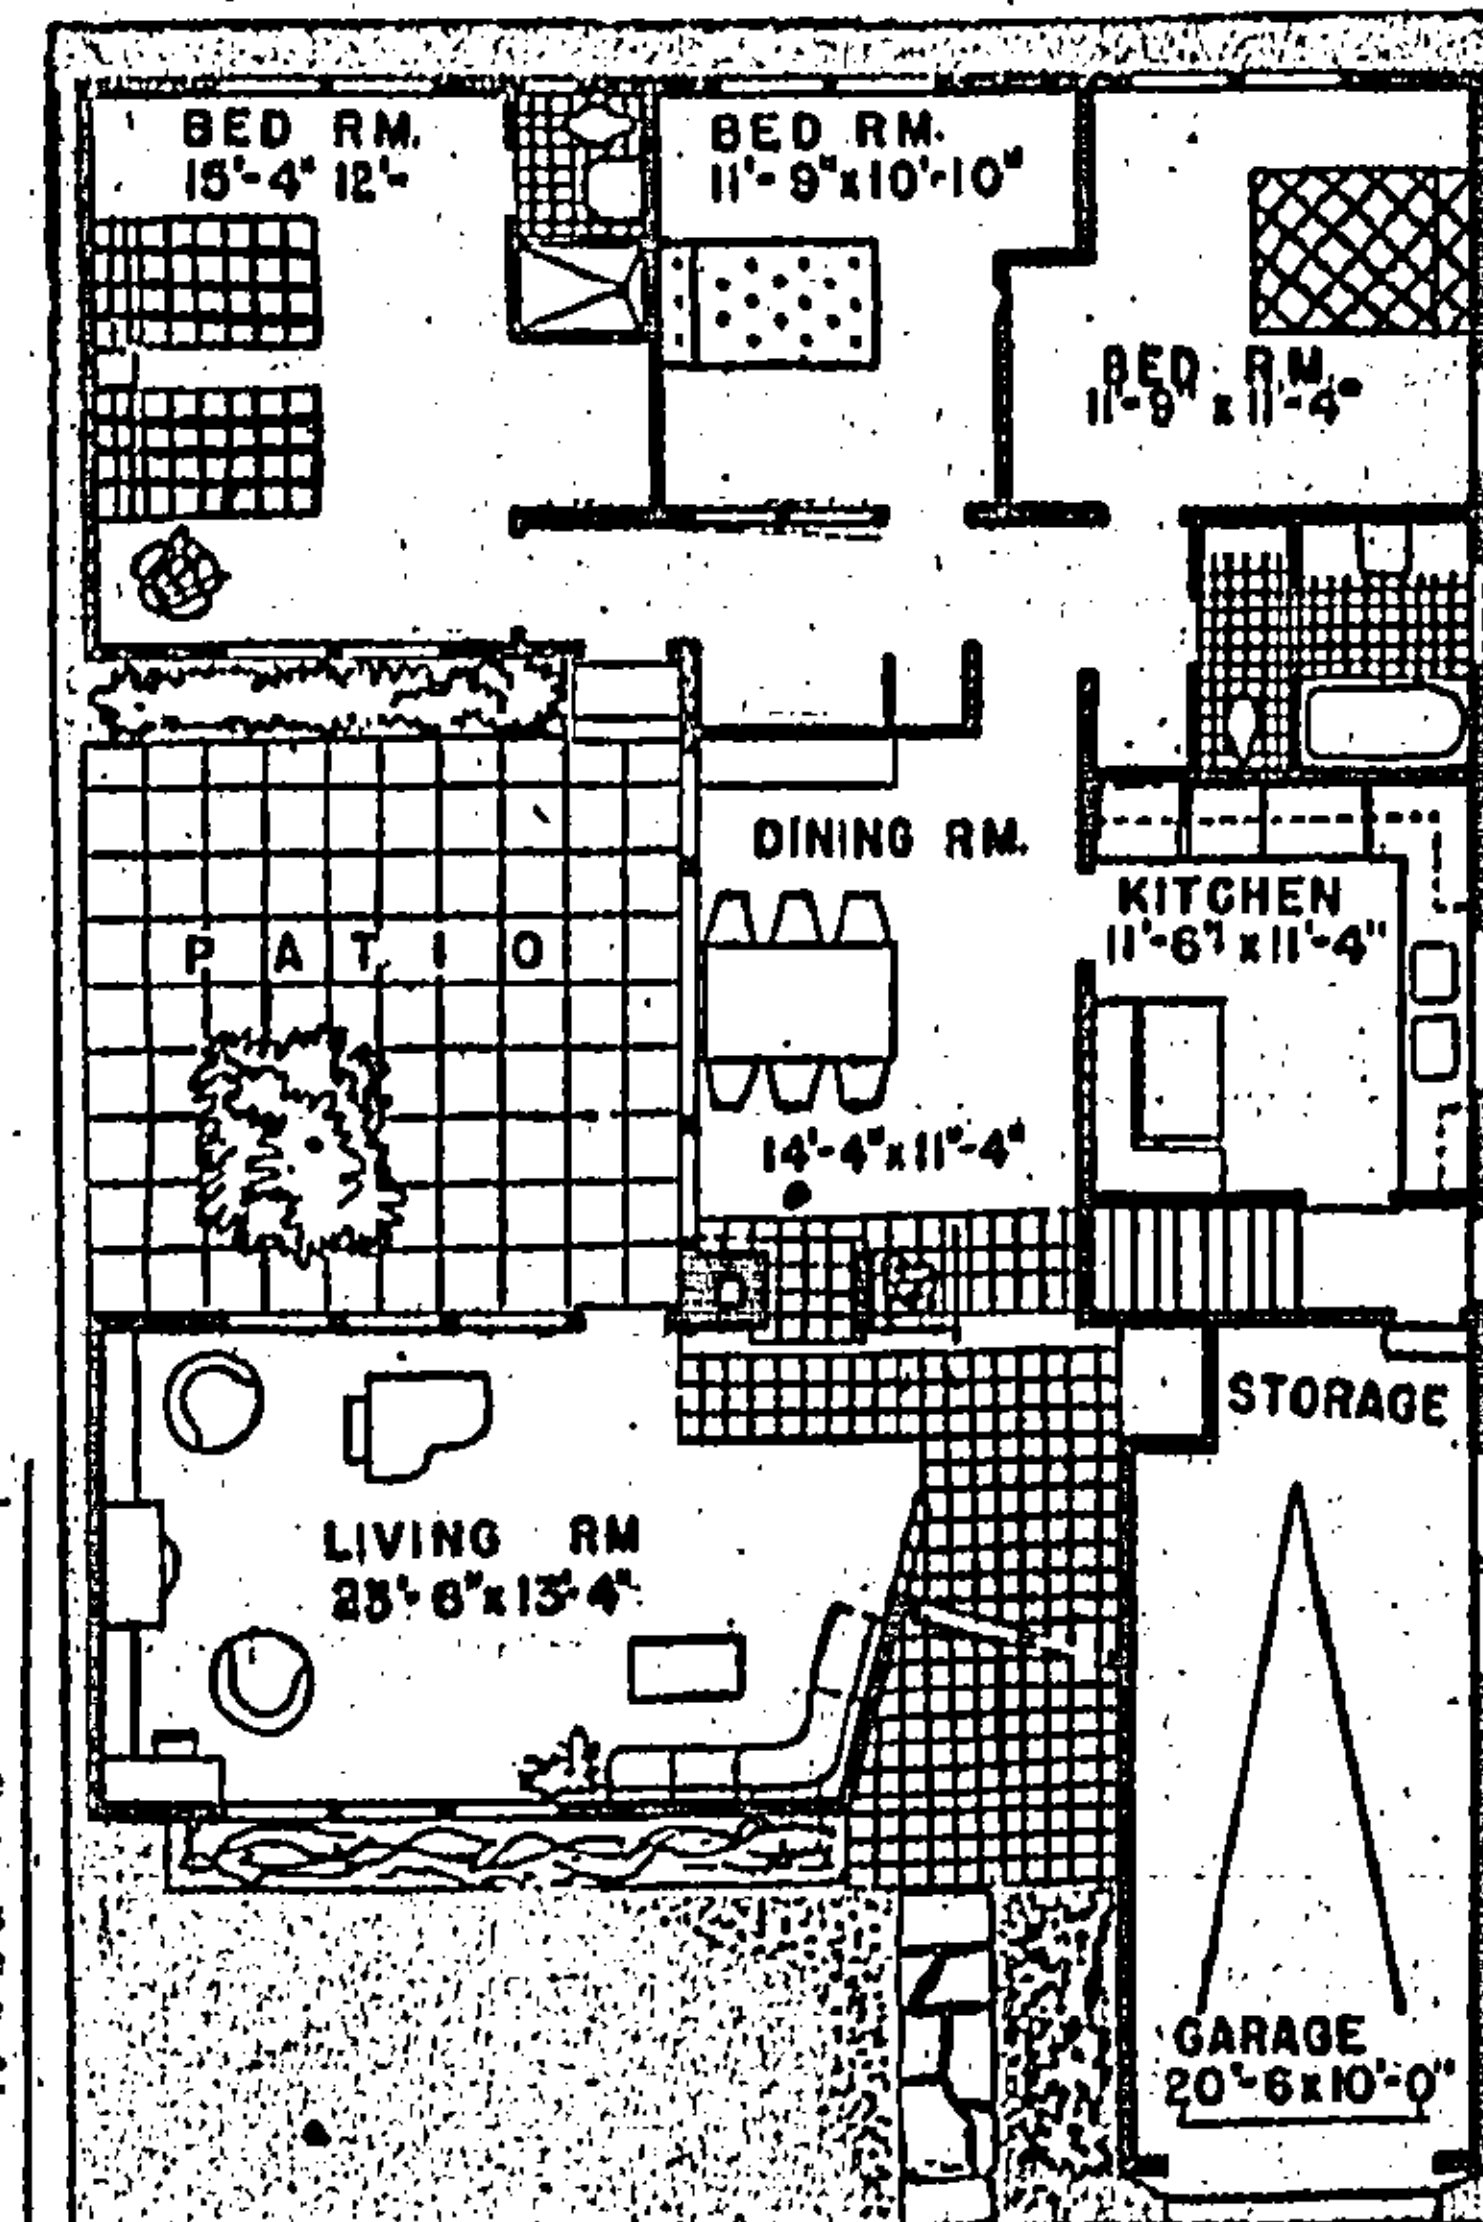 BED RM.
15'-4" 12'-
BED RM.
11'-9"x10'-10"
BED RM.
11'-9" x 11'-4"
DINING RM.
14'-4"x11'-4"
KITCHEN
11'-6" x 11'-4"
PATIO
STORAGE
LIVING RM
23'-6"x13'-4"
GARAGE
20'-6x10'-0"